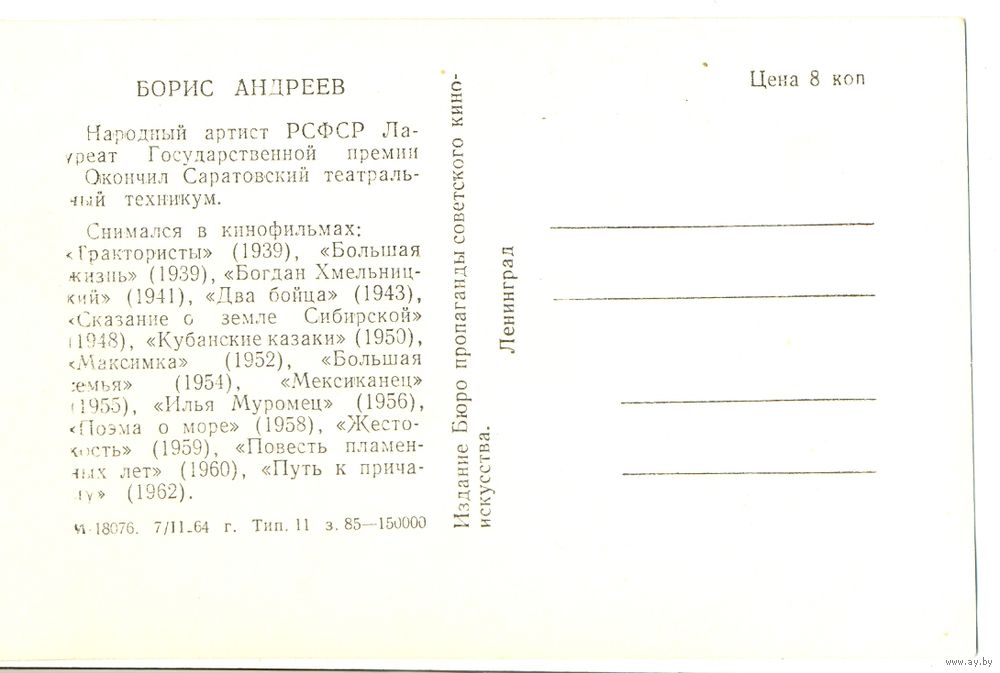 БОРИС АНДРЕЕВ
Народный артист РСФСР Ла-
уреат Государственной премии
Окончил Саратовский театраль-
ный техникум.
Снимался в кинофильмах:
«Трактористы» (1939), «Большая
жизнь» (1939), «Богдан Хмельниц-
кий» (1941), «Два бойца» (1943),
«Сказание о земле Сибирской»
(1948), «Кубанские казаки» (1950),
«Максимка» (1952), «Большая
семья» (1954), «Мексиканец»
(1955), «Илья Муромец» (1956),
«Поэма о море» (1958), «Жесто-
кость» (1959), «Повесть пламен-
ных лет» (1960), «Путь к прича-
лу» (1962).
М-18076. 7/II-64 г. Тип. 11 з. 85—150000
Издание Бюро пропаганды советского кино-
искусства.
Ленинград
Цена 8 коп
www.ay.by